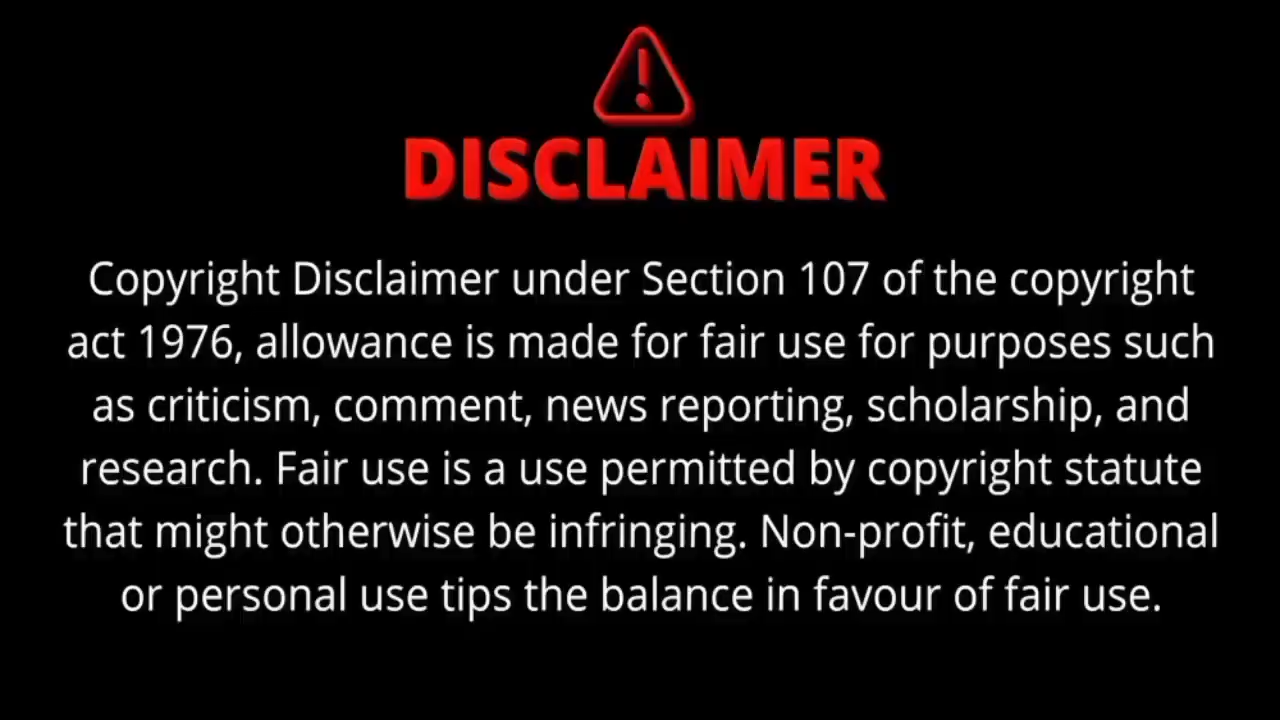 DISCLAIMER
Copyright Disclaimer under Section 107 of the copyright
act 1976, allowance is made for fair use for purposes such
as criticism, comment, news reporting, scholarship, and
research. Fair use is a use permitted by copyright statute
that might otherwise be infringing. Non-profit, educational
or personal use tips the balance in favour of fair use.